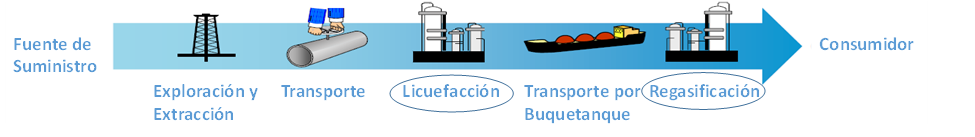 Fuente de
Suministro
Exploración y
Extracción
Transporte
Licuefacción
Transporte por
Buquetanque
Regasificación
Consumidor